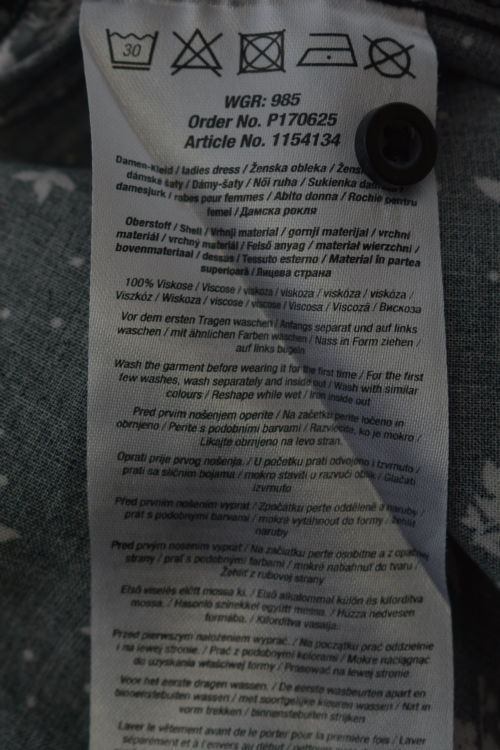 30
WGR: 985
Order No. P170625
Article No. 1154134
Damen-Kleid / ladies dress / Ženska obleka /
dámske šaty / Dámy-šaty / Női ruha / Sukienka
damesjurk / robes pour femmes / Abito donna / Rochie pentru
femei / Дамска рокля
Oberstoff / Shell / Vrhnji material / gornji materijal / vrchní
materiál / vrchný materiál / Felső anyag / materiał wierzchni /
bovenmateriaal / dessus / Tessuto esterno / Material în partea
superioară / Лицева страна
100% Viskose / Viscose / viskoza / viskoza / viskóza / viskóza /
Viszkóz / Wiskoza / viscose / viscose / Viscosa / Viscoză / Вискоза
Vor dem ersten Tragen waschen / Anfangs separat und auf links
waschen / mit ähnlichen Farben waschen / Nass in Form ziehen /
auf links bügeln
Wash the garment before wearing it for the first time / For the first
few washes, wash separately and inside out / Wash with similar
colours / Reshape while wet / Iron inside out
Pred prvim nošenjem operite / Na začetku perite ločeno in
obrnjeno / Perite s podobnimi barvami / Razvlecite, ko je mokro /
Likajte obrnjeno na levo stran.
Oprati prije prvog nošenja. / U početku prati odvojeno i izvrnuto /
prati sa sličnim bojama / mokro staviti u razvući oblik / Glačati
izvrnuto
Před prvním nošením vyprat / Zpočátku perte odděleně a naruby /
prát s podobnými barvami / mokré vytáhnout do formy / žehlit
naruby
Pred prvým nosením vyprať / Na začiatku perte osobitne a z opačnej
strany / prať s podobnými farbami / mokré natiahnuť do tvaru /
Žehliť z rubovej strany
Első viselés előtt mossa ki. / Első alkalommal külön és kifordítva
mossa. / Hasonló színekkel együtt mossa. / Húzza nedvesen
formába. / Kifordítva vasalja.
Przed pierwszym nałożeniem wyprać. / Na początku prać oddzielnie
i na lewej stronie. / Prać z podobnymi kolorami / Mokre naciągnąć
do uzyskania właściwej formy / Prasować na lewej stronie
Voor het eerste dragen wassen. / De eerste wasbeurten apart en
binnenstebuiten wassen / met soortgelijke kleuren wassen / Nat in
vorm trekken / binnenstebuiten strijken
Laver le vêtement avant de le porter pour la première fois / Laver
séparément et à l'envers au début /